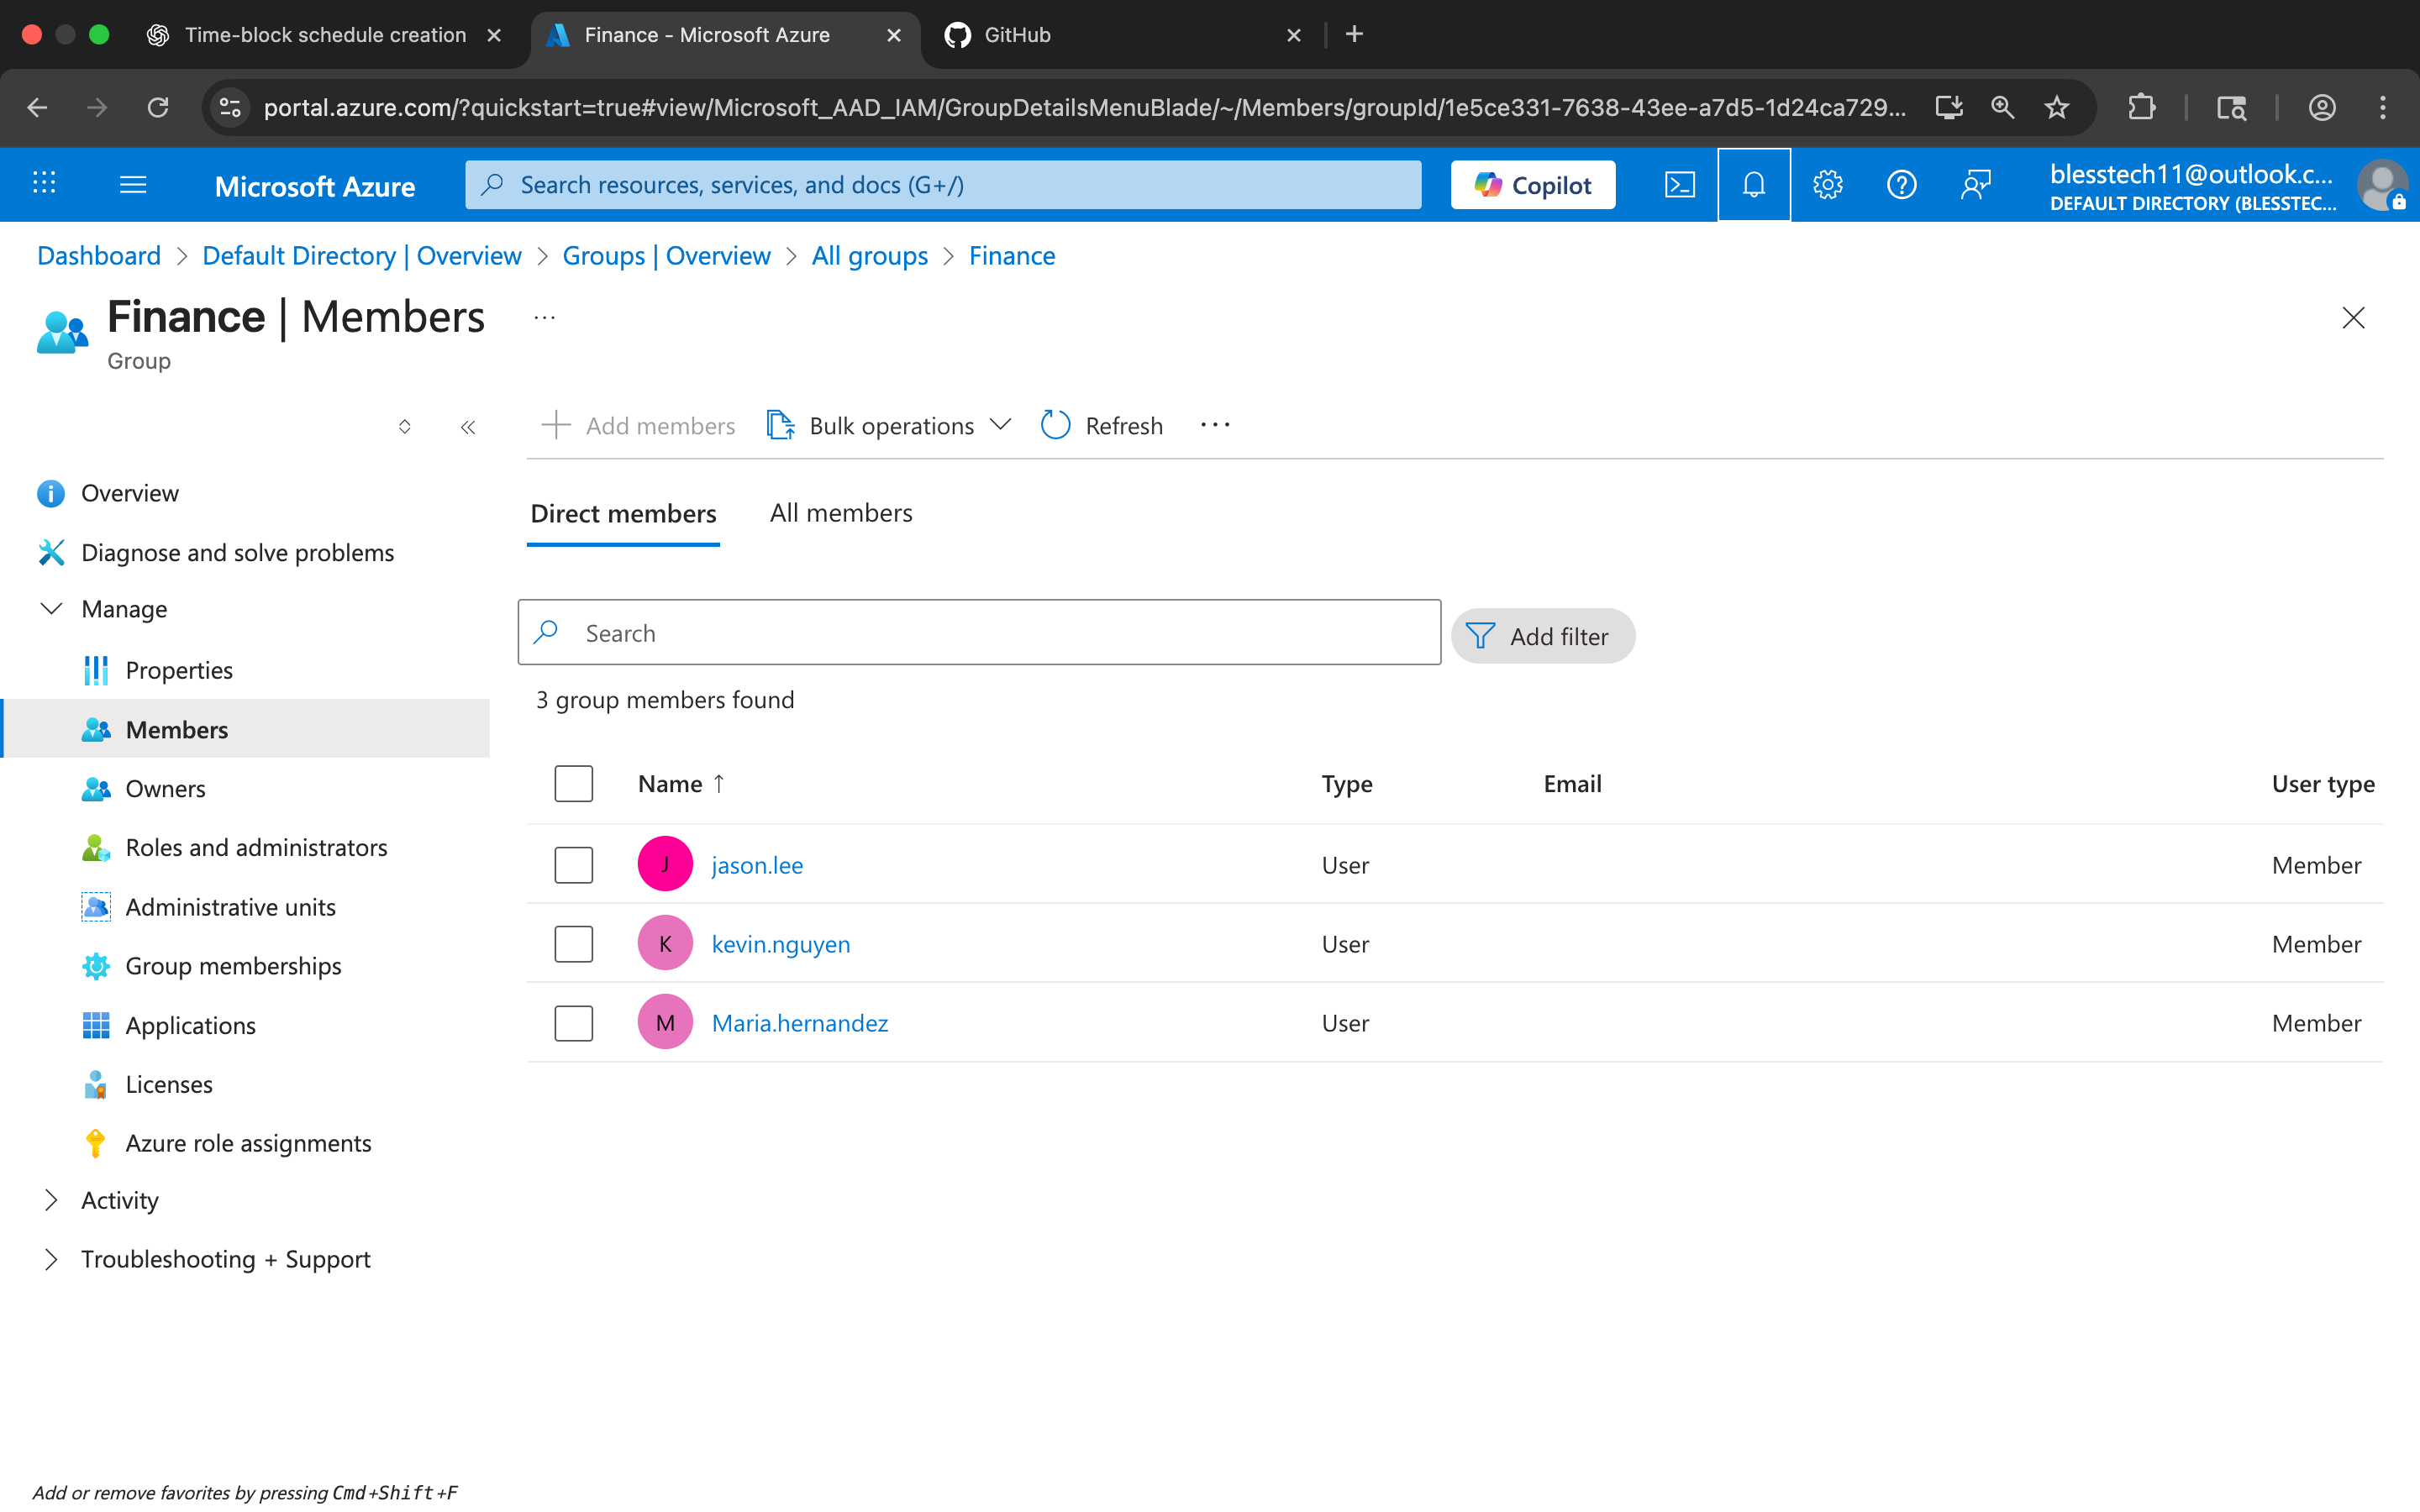 Time-block schedule creation
Finance - Microsoft Azure
GitHub
portal.azure.com/?quickstart=true#view/Microsoft_AAD_IAM/GroupDetailsMenuBlade/~/Members/groupId/1e5ce331-7638-43ee-a7d5-1d24ca729...
Microsoft Azure
Search resources, services, and docs (G+/)
Copilot
blesstech11@outlook.c...
DEFAULT DIRECTORY (BLESSTEC...
Dashboard > Default Directory | Overview > Groups | Overview > All groups > Finance
Finance | Members
...
Group
Add members
Bulk operations
Refresh
...
Overview
Diagnose and solve problems
Manage
Properties
Members
Owners
Roles and administrators
Administrative units
Group memberships
Applications
Licenses
Azure role assignments
Activity
Troubleshooting + Support
Direct members
All members
Search
Add filter
3 group members found
Name ↑ Type Email User type
J jason.lee User Member
K kevin.nguyen User Member
M Maria.hernandez User Member
Add or remove favorites by pressing Cmd+Shift+F